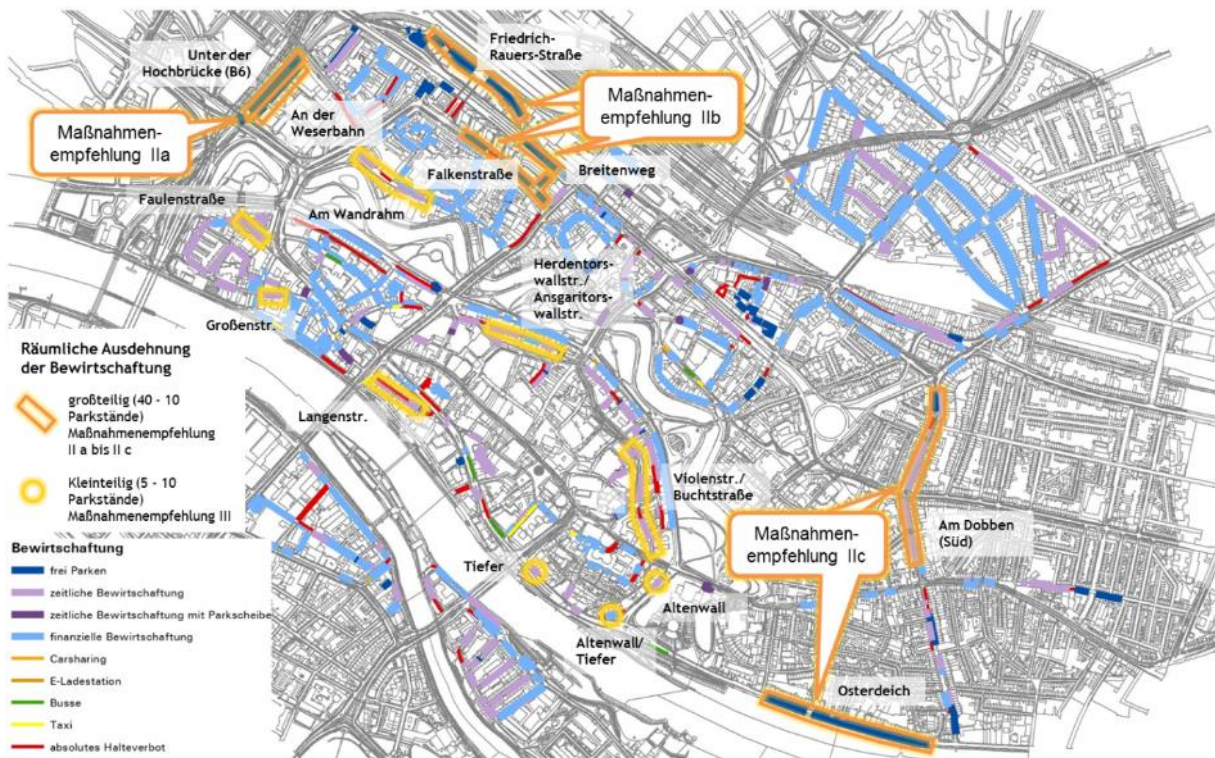 Unter der
Hochbrücke (B6)
Friedrich-
Rauers-Straße
Maßnahmen-
empfehlung IIa
An der
Weserbahn
Maßnahmen-
empfehlung IIb
Falkenstraße
Breitenweg
Faulenstraße
Am Wandrahm
Herdentors-
wallstr./
Ansgaritors-
wallstr.
Großenstr.
Räumliche Ausdehnung
der Bewirtschaftung
großteilig (40 - 10
Parkstände)
Maßnahmenempfehlung
II a bis II c
Kleinteilig (5 - 10
Parkstände)
Maßnahmenempfehlung III
Langenstr.
Violenstr./
Buchtstraße
Maßnahmen-
empfehlung IIc
Am Dobben
(Süd)
Tiefer
Altenwall
Altenwall/
Tiefer
Osterdeich
Bewirtschaftung
frei Parken
zeitliche Bewirtschaftung
zeitliche Bewirtschaftung mit Parkscheibe
finanzielle Bewirtschaftung
Carsharing
E-Ladestation
Busse
Taxi
absolutes Halteverbot